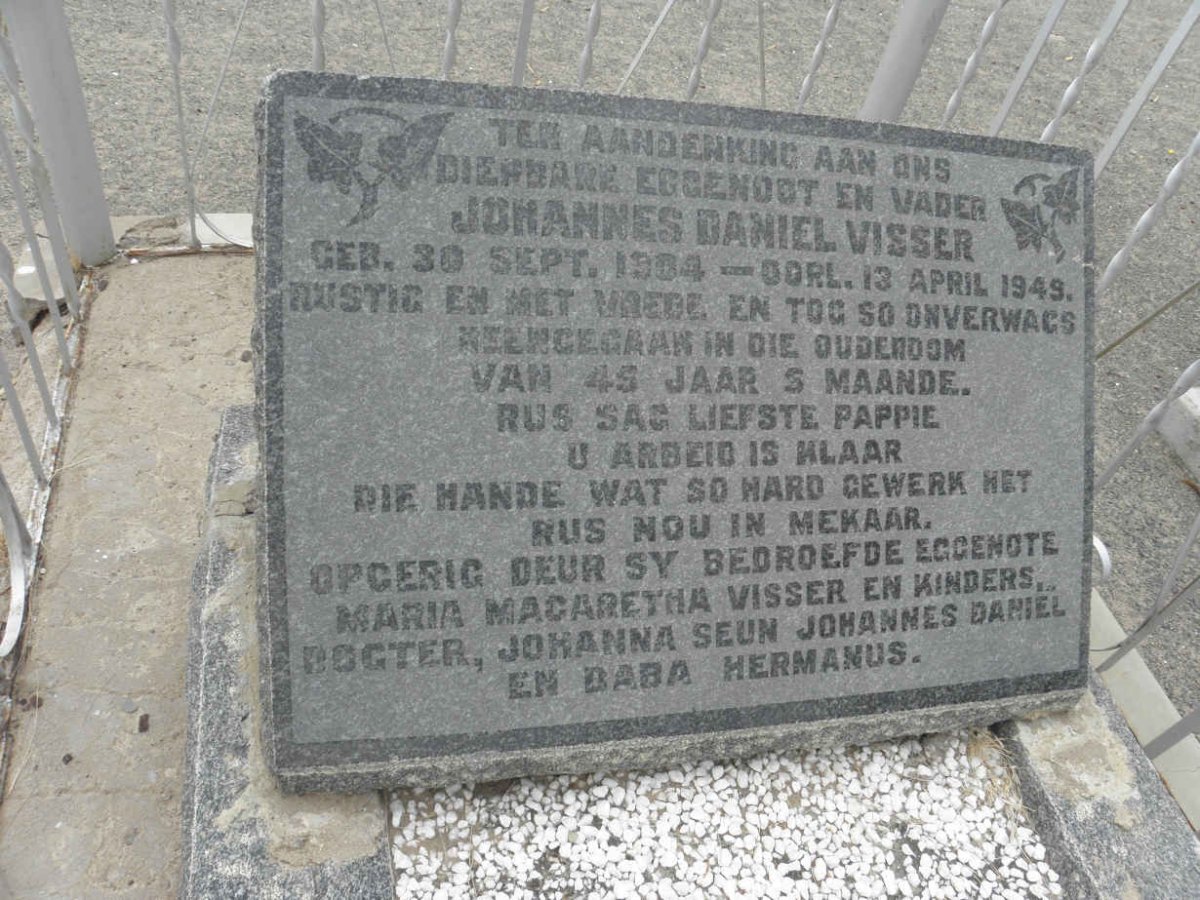 TER AANDENKING AAN ONS
DIERBARE EGGENOOT EN VADER
JOHANNES DANIEL VISSER
GEB. 30 SEPT. 1904 — OORL. 13 APRIL 1949.
RUSTIG EN MET VREDE EN TOG SO ONVERWAGS
HEENGEGAAN IN DIE OUDERDOM
VAN 45 JAAR 5 MAANDE.
RUS SAG LIEFSTE PAPPIE
U ARBEID IS KLAAR
DIE HANDE WAT SO HARD GEWERK HET
RUS NOU IN MEKAAR.
OPGERIG DEUR SY BEDROEFDE EGGENOTE
MARIA MAGARETHA VISSER EN KINDERS,
DOGTER, JOHANNA SEUN JOHANNES DANIËL
EN BABA HERMANUS.